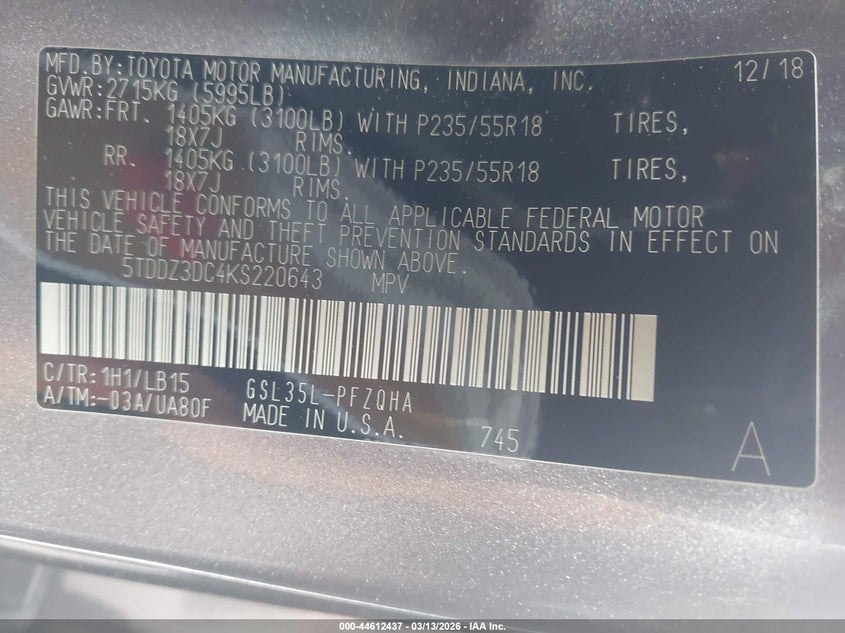 MFD.BY:TOYOTA MOTOR MANUFACTURING, INDIANA, INC. 12/18
GVWR:2715KG (5995LB)
GAWR:FRT. 1405KG (3100LB) WITH P235/55R18 TIRES,
18X7J RIMS.
RR. 1405KG (3100LB) WITH P235/55R18 TIRES,
18X7J RIMS.
THIS VEHICLE CONFORMS TO ALL APPLICABLE FEDERAL MOTOR
VEHICLE SAFETY AND THEFT PREVENTION STANDARDS IN EFFECT ON
THE DATE OF MANUFACTURE SHOWN ABOVE.
5TDDZ3DC4KS220643 MPV
C/TR:1H1/LB15 GSL35L-PFZQHA
A/TM:-03A/UA80F MADE IN U.S.A. 745 A
000-44612437 - 03/13/2026 - IAA Inc.